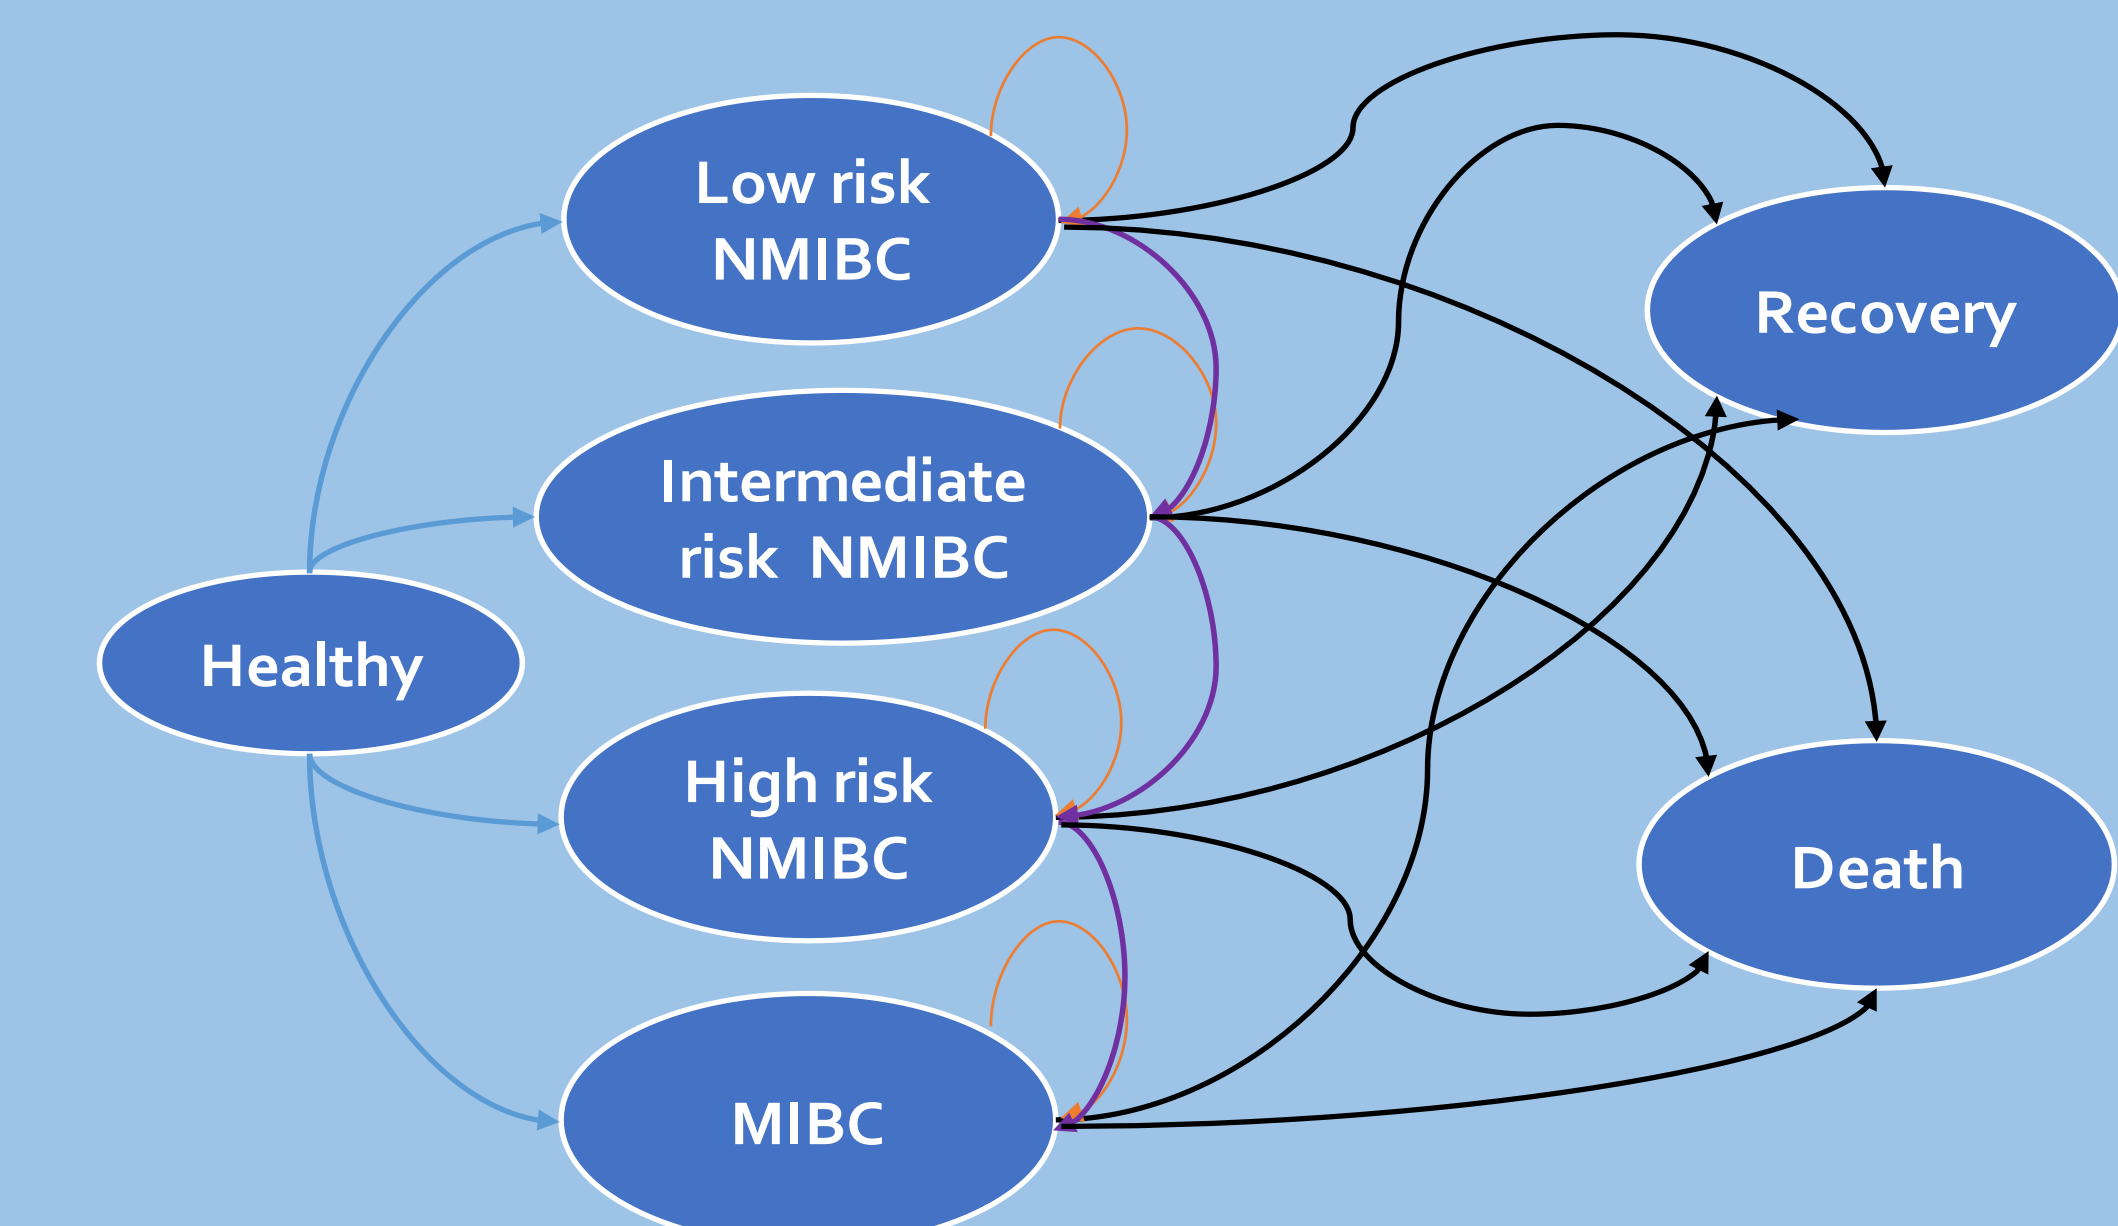 Low risk
NMIBC
Recovery
Intermediate
risk  NMIBC
Healthy
High risk
NMIBC
Death
MIBC